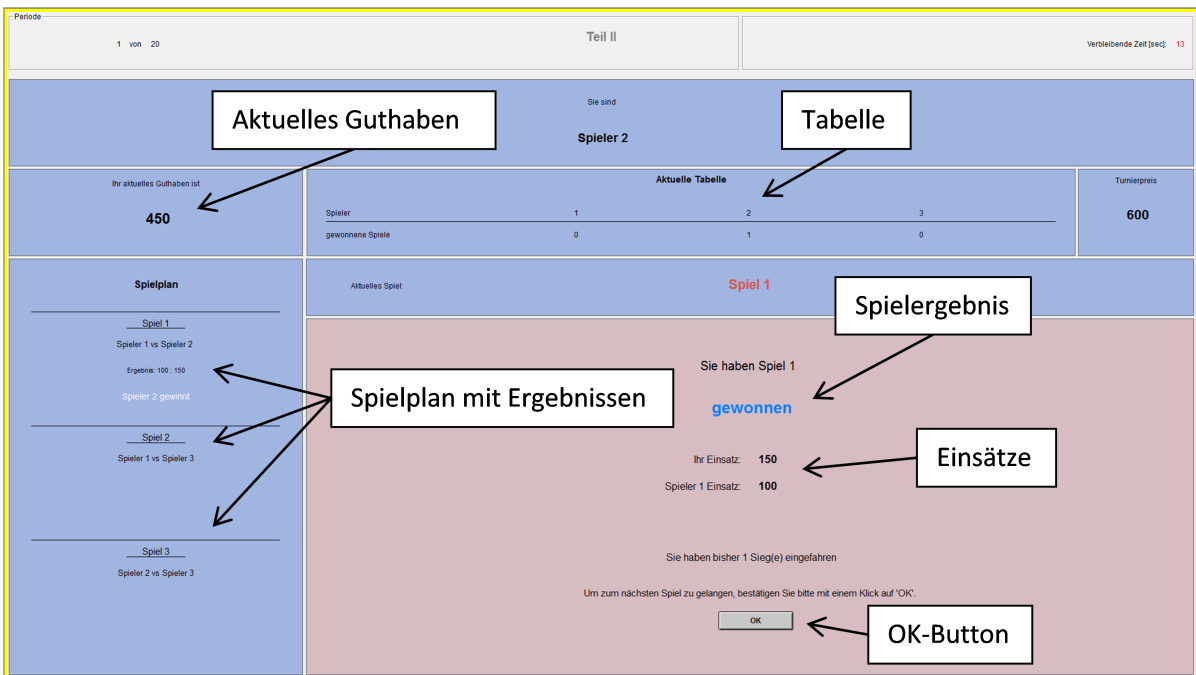 Periode
1 von 20
Teil II
Verbleibende Zeit [sec]: 13
Sie sind
Spieler 2
Aktuelles Guthaben
Tabelle
Ihr aktuelles Guthaben ist
450
Aktuelle Tabelle
Spieler 1 2 3
gewonnene Spiele 0 1 0
Turnierpreis
600
Spielplan
Spiel 1
Spieler 1 vs Spieler 2
Ergebnis: 100 : 150
Spieler 2 gewinnt
Spiel 2
Spieler 1 vs Spieler 3
Spiel 3
Spieler 2 vs Spieler 3
Spielplan mit Ergebnissen
Aktuelles Spiel:
Spiel 1
Spielergebnis
Sie haben Spiel 1
gewonnen
Ihr Einsatz: 150
Spieler 1 Einsatz: 100
Einsätze
Sie haben bisher 1 Sieg(e) eingefahren
Um zum nächsten Spiel zu gelangen, bestätigen Sie bitte mit einem Klick auf 'OK'.
OK
OK-Button